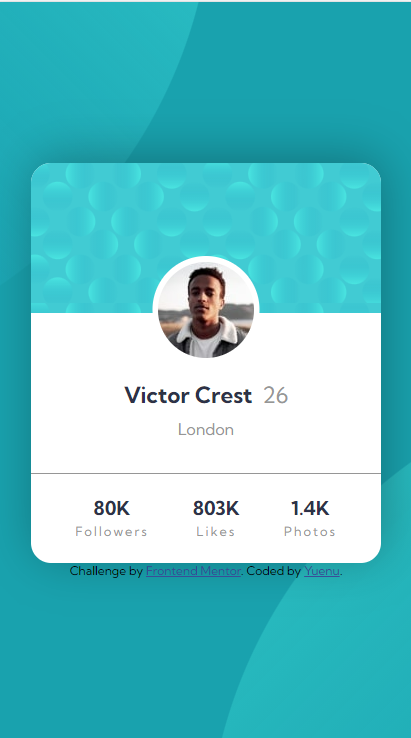 Victor Crest 26
London
80K 803K 1.4K
Followers Likes Photos
Challenge by Frontend Mentor. Coded by Yuenu.